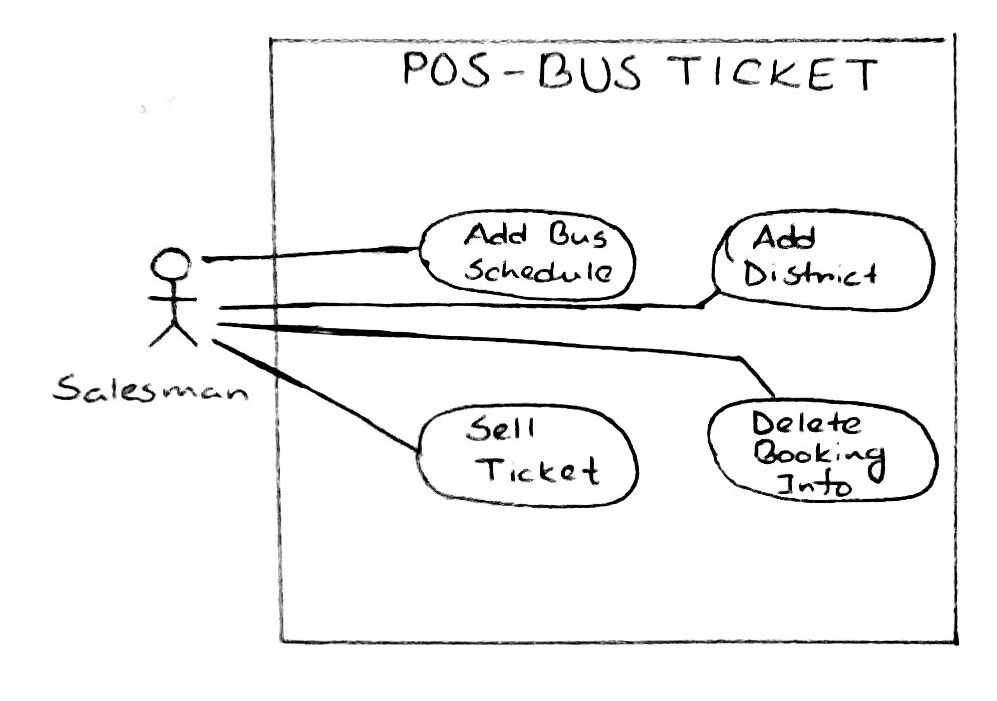 POS-BUS TICKET
Add Bus
Schedule
Add
District
Salesman
Sell
Ticket
Delete
Booking
Info